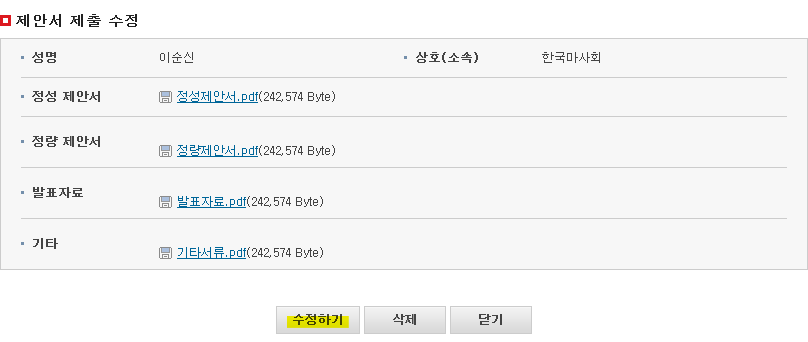 제안서 제출 수정
성명 이순신 상호(소속) 한국마사회
정성 제안서 정성제안서.pdf(242,574 Byte)
정량 제안서 정량제안서.pdf(242,574 Byte)
발표자료 발표자료.pdf(242,574 Byte)
기타 기타서류.pdf(242,574 Byte)
수정하기 삭제 닫기